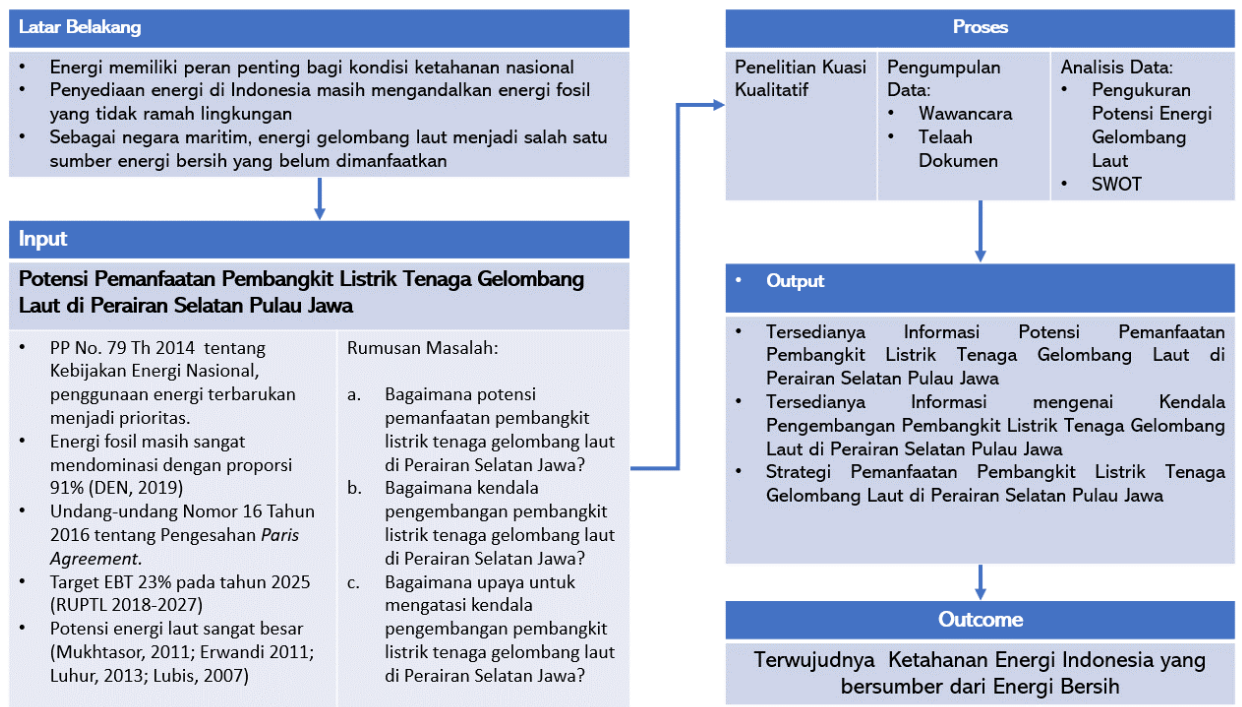 Latar Belakang
• Energi memiliki peran penting bagi kondisi ketahanan nasional
• Penyediaan energi di Indonesia masih mengandalkan energi fosil
yang tidak ramah lingkungan
• Sebagai negara maritim, energi gelombang laut menjadi salah satu
sumber energi bersih yang belum dimanfaatkan
Input
Potensi Pemanfaatan Pembangkit Listrik Tenaga Gelombang
Laut di Perairan Selatan Pulau Jawa
• PP No. 79 Th 2014 tentang
Kebijakan Energi Nasional,
penggunaan energi terbarukan
menjadi prioritas.
• Energi fosil masih sangat
mendominasi dengan proporsi
91% (DEN, 2019)
• Undang-undang Nomor 16 Tahun
2016 tentang Pengesahan Paris
Agreement.
• Target EBT 23% pada tahun 2025
(RUPTL 2018-2027)
• Potensi energi laut sangat besar
(Mukhtasor, 2011; Erwandi 2011;
Luhur, 2013; Lubis, 2007)
Rumusan Masalah:
a. Bagaimana potensi
pemanfaatan pembangkit
listrik tenaga gelombang laut
di Perairan Selatan Jawa?
b. Bagaimana kendala
pengembangan pembangkit
listrik tenaga gelombang laut
di Perairan Selatan Jawa?
c. Bagaimana upaya untuk
mengatasi kendala
pengembangan pembangkit
listrik tenaga gelombang laut
di Perairan Selatan Jawa?
Proses
Penelitian Kuasi
Kualitatif
Pengumpulan
Data:
• Wawancara
• Telaah
Dokumen
Analisis Data:
• Pengukuran
Potensi Energi
Gelombang
Laut
• SWOT
• Output
• Tersedianya Informasi Potensi Pemanfaatan
Pembangkit Listrik Tenaga Gelombang Laut di
Perairan Selatan Pulau Jawa
• Tersedianya Informasi mengenai Kendala
Pengembangan Pembangkit Listrik Tenaga Gelombang
Laut di Perairan Selatan Pulau Jawa
• Strategi Pemanfaatan Pembangkit Listrik Tenaga
Gelombang Laut di Perairan Selatan Pulau Jawa
Outcome
Terwujudnya Ketahanan Energi Indonesia yang
bersumber dari Energi Bersih